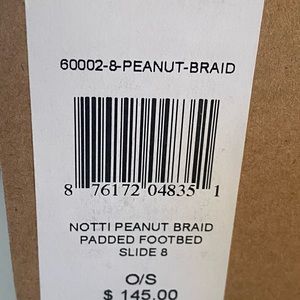 60002-8-PEANUT-BRAID
8 76172 04835 1
NOTTI PEANUT BRAID
PADDED FOOTBED
SLIDE 8
O/S
$ 145.00